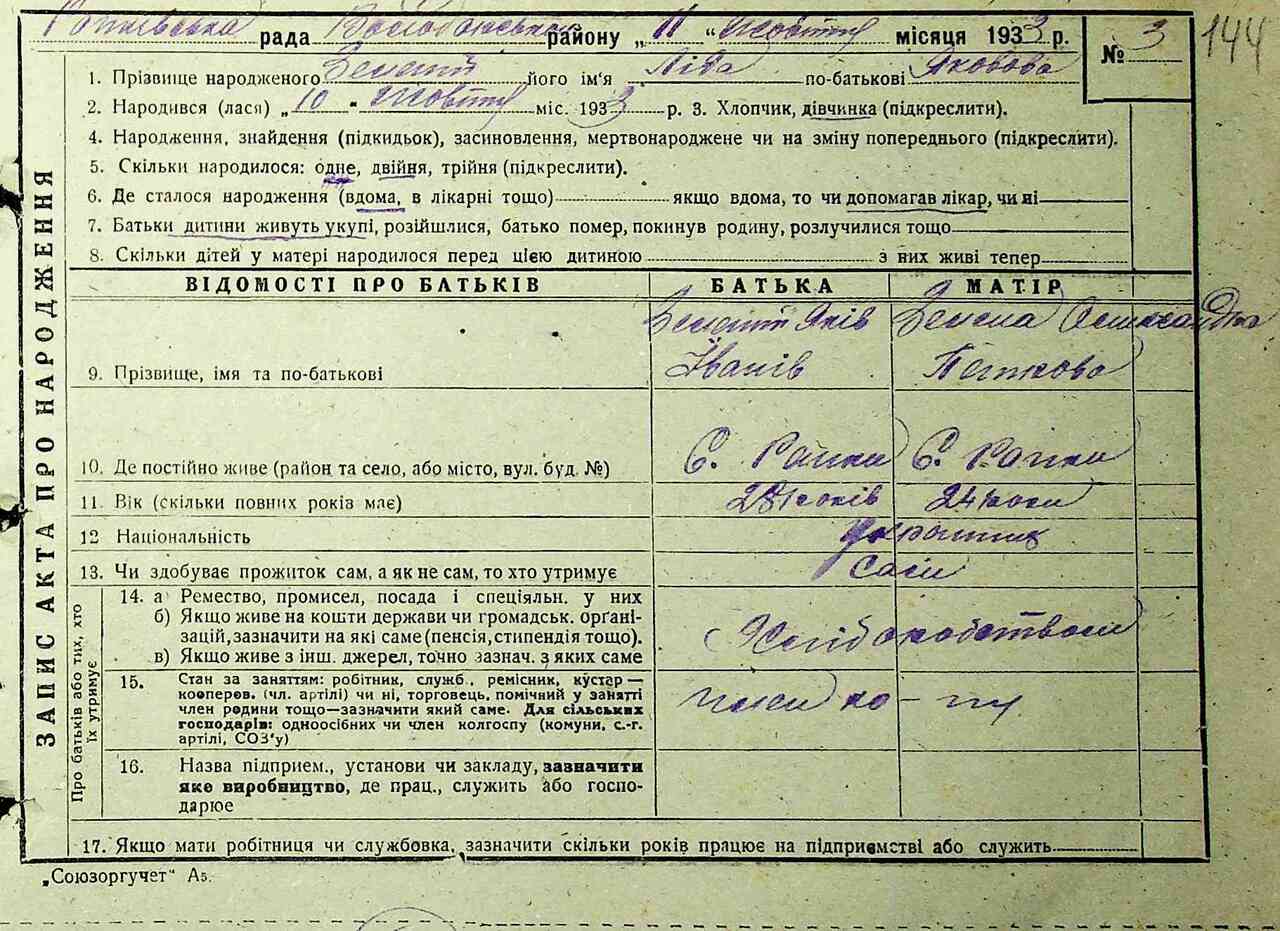 рада району „11“ Жовтня місяця 1933 р. № 3 144
1. Прізвище народженого його ім'я Ліда по-батькові Яковова
2. Народився (лася) „10“ Жовтня міс. 1933 р. 3. Хлопчик, дівчинка (підкреслити).
4. Народження, знайдення (підкидьок), засиновлення, мертвонароджене чи на зміну попереднього (підкреслити).
5. Скільки народилося: одне, двійня, трійня (підкреслити).
6. Де сталося народження (вдома, в лікарні тощо) якщо вдома, то чи допомагав лікар, чи ні
7. Батьки дитини живуть укупі, розійшлися, батько помер, покинув родину, розлучилися тощо
8. Скільки дітей у матері народилося перед цією дитиною з них живі тепер
ЗАПИС АКТА ПРО НАРОДЖЕННЯ
ВІДОМОСТІ ПРО БАТЬКІВ БАТЬКА МАТІР
Яків Олександра
9. Прізвище, імя та по-батькові Іванів
10. Де постійно живе (район та село, або місто, вул. буд. №) С. Рапки С. Рапки
11. Вік (скільки повних років має) 28 років 24 роки
12 Національність українці
13. Чи здобуває прожиток сам, а як не сам, то хто утримує Сами
Про батьків або тих, хто їх утримує
14. а Ремество, промисел, посада і спеціяльн. у них
б) Якщо живе на кошти держави чи громадськ. орґані-
зацій, зазначити на які саме (пенсія, стипендія тощо).
в) Якщо живе з інш. джерел, точно зазнач. з яких саме
Хлібробством
15. Стан за заняттям: робітник, служб., ремісник, кустар—
кооперов. (чл. артілі) чи ні, торговець, помічний у занятті
член родини тощо—зазначити який саме. Для сільських
господарів: одноосібних чи член колгоспу (комуни, с.-г.
артілі, СОЗ'у)
16. Назва підприєм., установи чи закладу, зазначити
яке виробництво, де прац., служить або госпо-
дарює
17. Якщо мати робітниця чи службовка, зазначити скільки років працює на підприємстві або служить
„Союзоргучет“ А5.